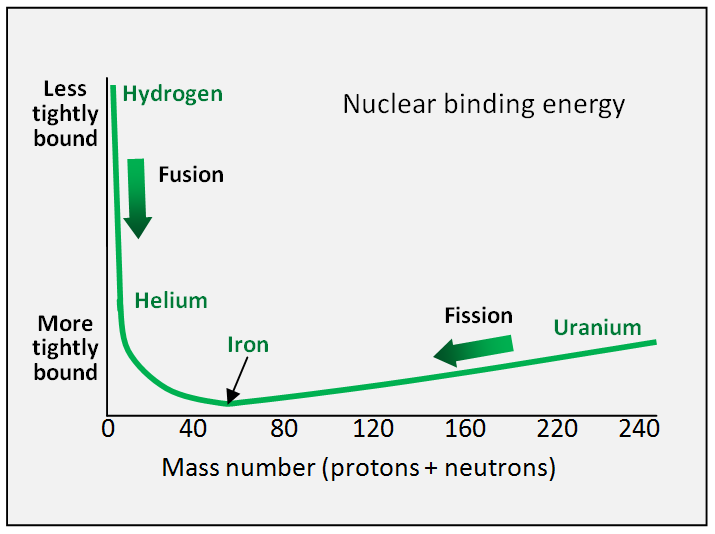 Nuclear binding energy
Less
tightly
bound
Hydrogen
Fusion
Helium
More
tightly
bound
Iron
Fission
Uranium
0 40 80 120 160 220 240
Mass number (protons + neutrons)